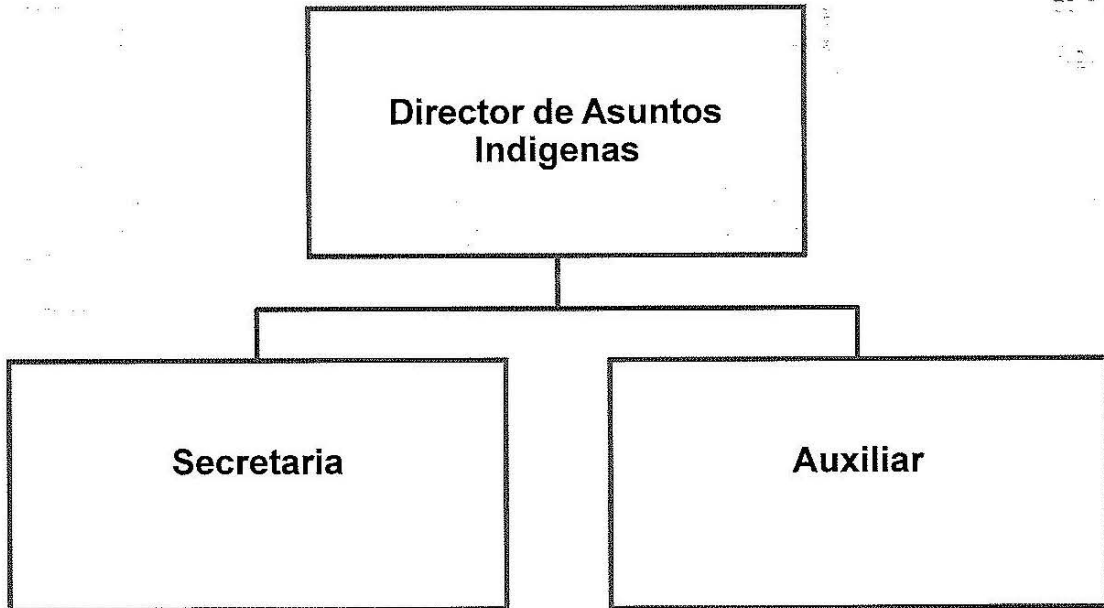 Director de Asuntos
Indigenas
Secretaria
Auxiliar